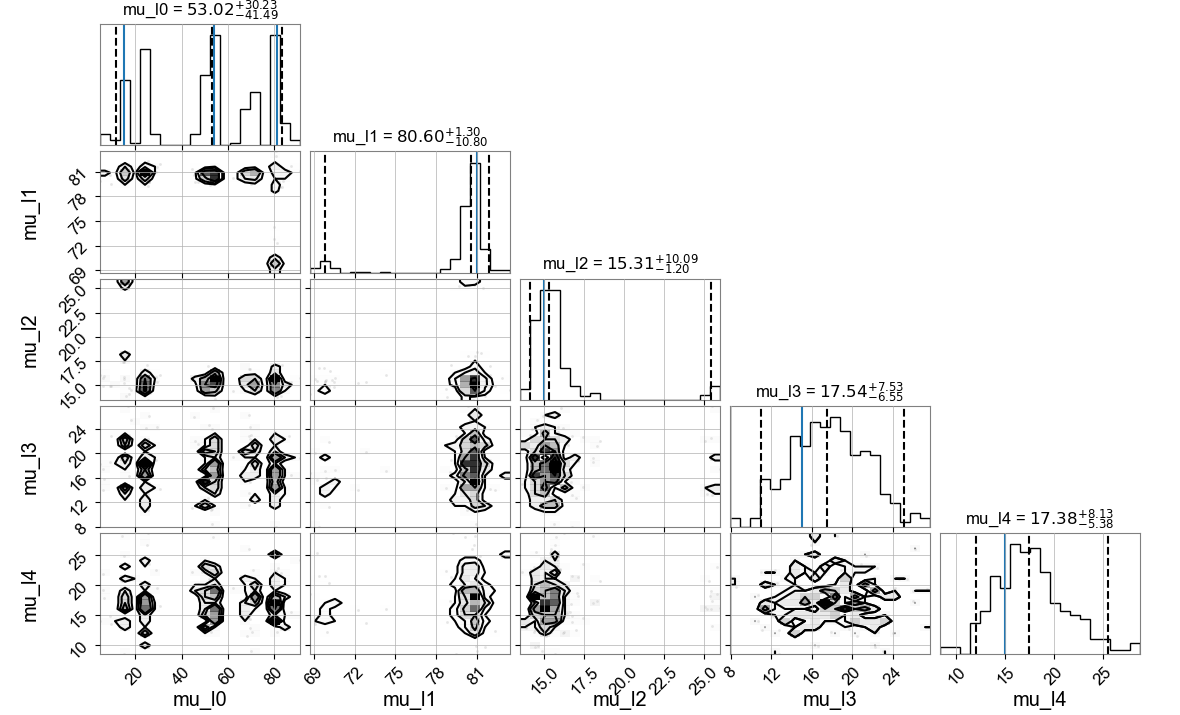 mu_l0 = 53.02+30.23−41.49
mu_l1 = 80.60+1.30−10.80
81
78
75
72
69
mu_l1
mu_l2 = 15.31+10.09−1.20
25.0
22.5
20.0
17.5
15.0
mu_l2
mu_l3 = 17.54+7.53−6.55
24
20
16
12
8
mu_l3
mu_l4 = 17.38+8.13−5.38
25
20
15
10
mu_l4
20 40 60 80
69 72 75 78 81
15.0 17.5 20.0 22.5 25.0
8 12 16 20 24
10 15 20 25
mu_l0 mu_l1 mu_l2 mu_l3 mu_l4